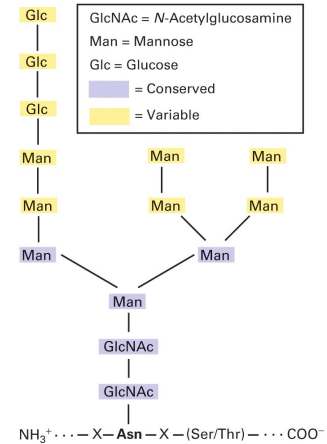 Glc
GlcNAc = N-Acetylglucosamine
Man = Mannose
Glc
Glc = Glucose
= Conserved
Glc
= Variable
Man Man Man
Man Man Man
Man Man
Man
GlcNAc
GlcNAc
NH₃⁺ · · · — X — Asn — X — (Ser/Thr) — · · · COO⁻